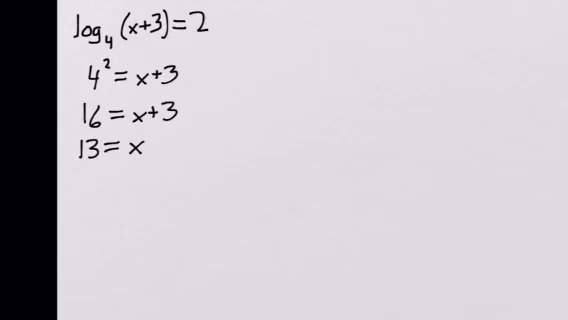 log₄ (x+3) = 2
4² = x+3
16 = x+3
13 = x